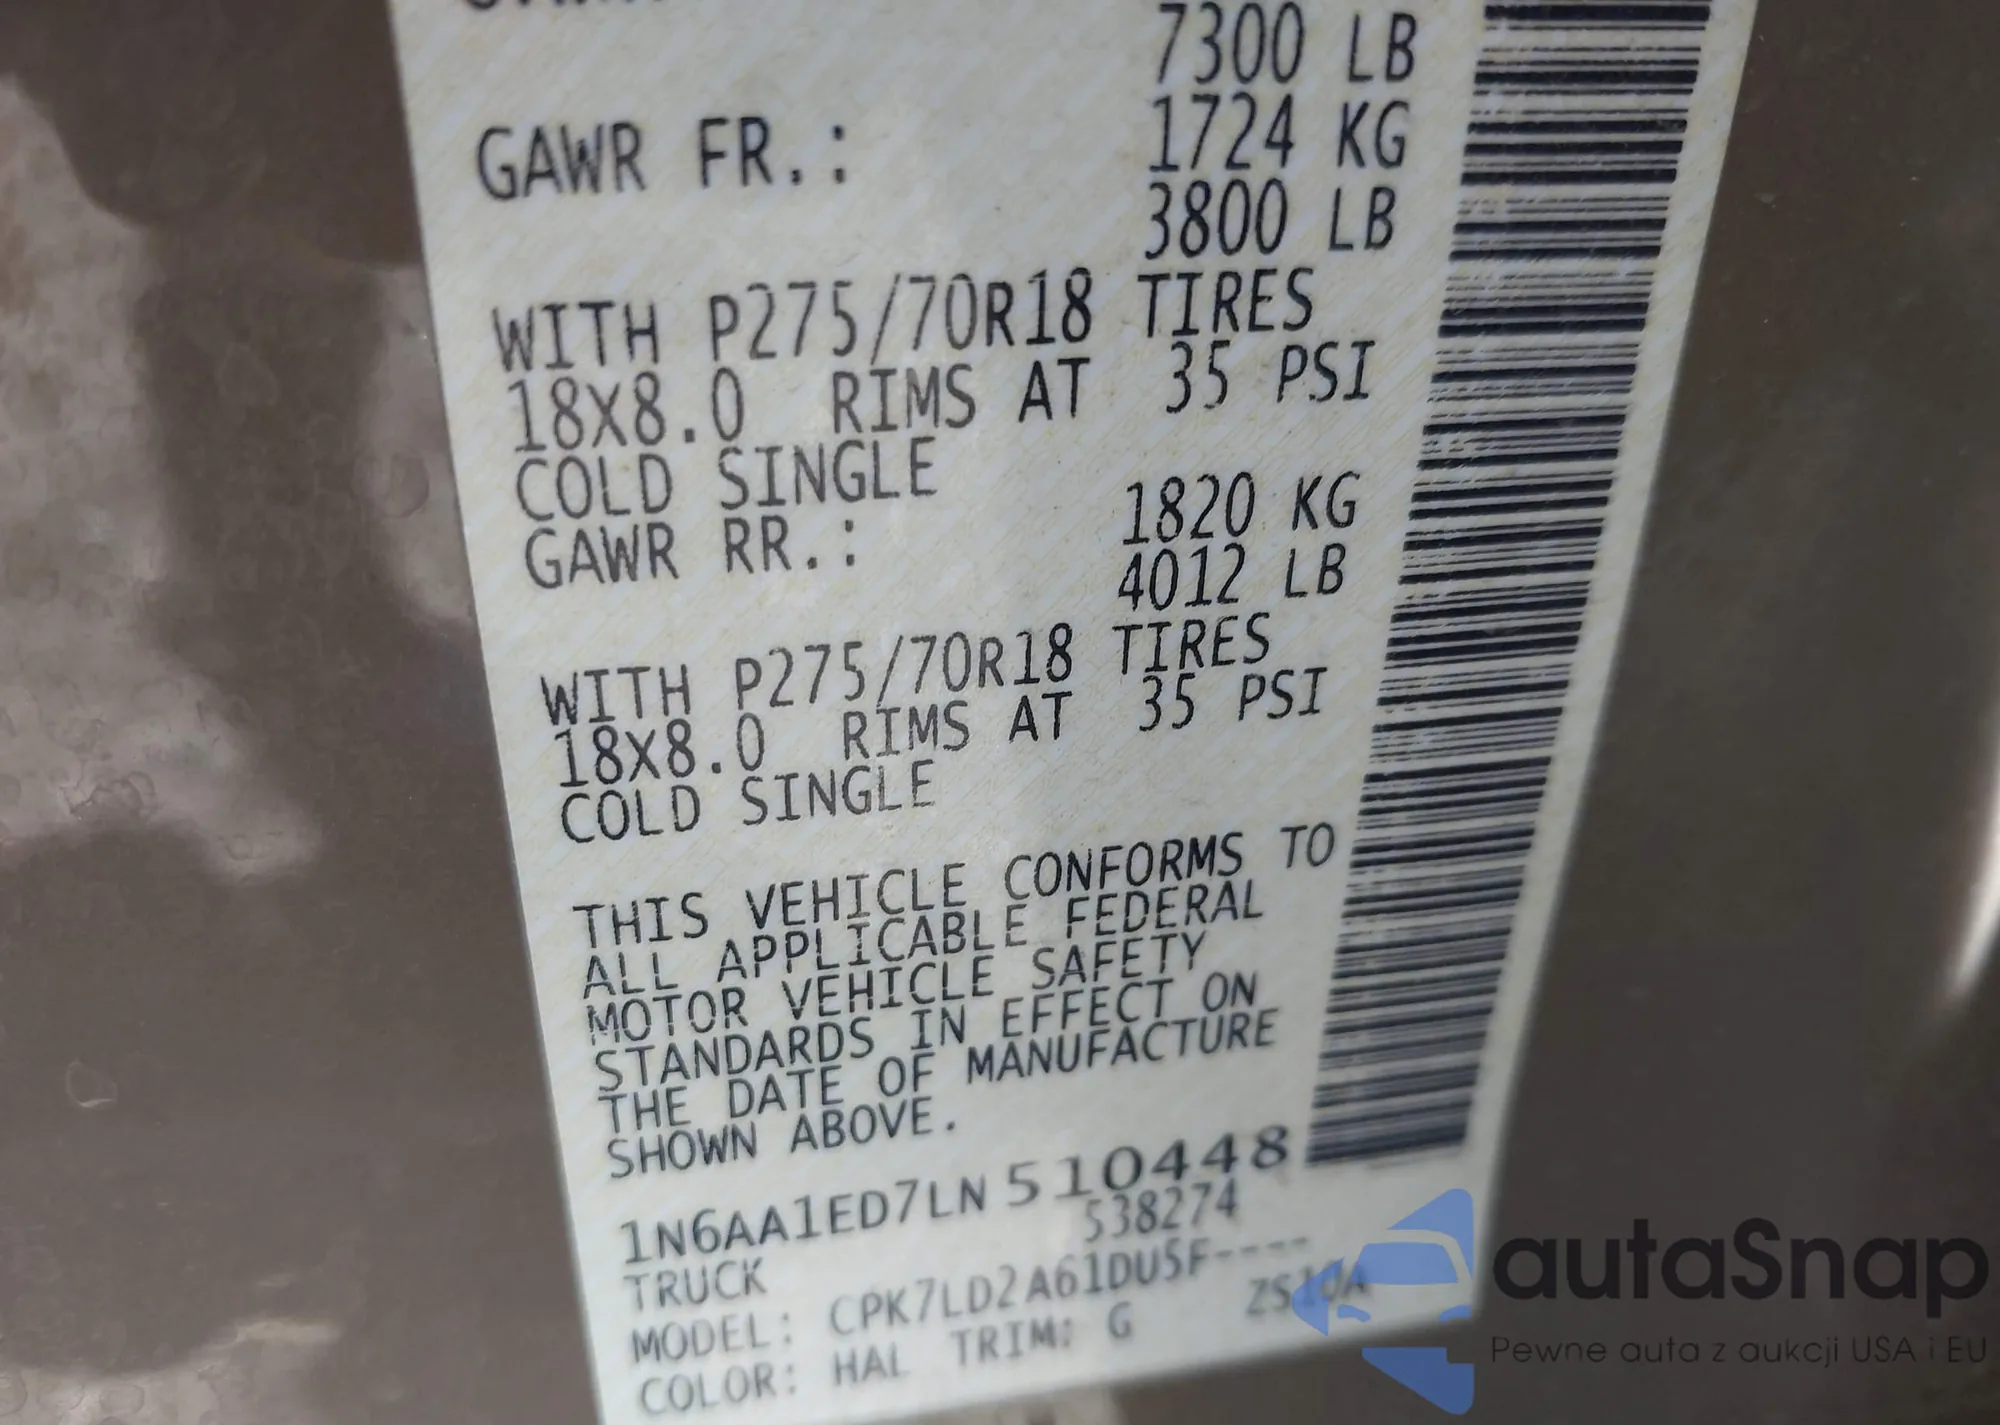 7300 LB
GAWR FR.: 1724 KG
3800 LB
WITH P275/70R18 TIRES
18X8.0 RIMS AT 35 PSI
COLD SINGLE
GAWR RR.: 1820 KG
4012 LB
WITH P275/70R18 TIRES
18X8.0 RIMS AT 35 PSI
COLD SINGLE
THIS VEHICLE CONFORMS TO
ALL APPLICABLE FEDERAL
MOTOR VEHICLE SAFETY
STANDARDS IN EFFECT ON
THE DATE OF MANUFACTURE
SHOWN ABOVE.
1N6AA1ED7LN 510448
538274
TRUCK
MODEL: CPK7LD2A61DU5F----
COLOR: HAL TRIM: G
autaSnap
Pewne auta z aukcji USA i EU